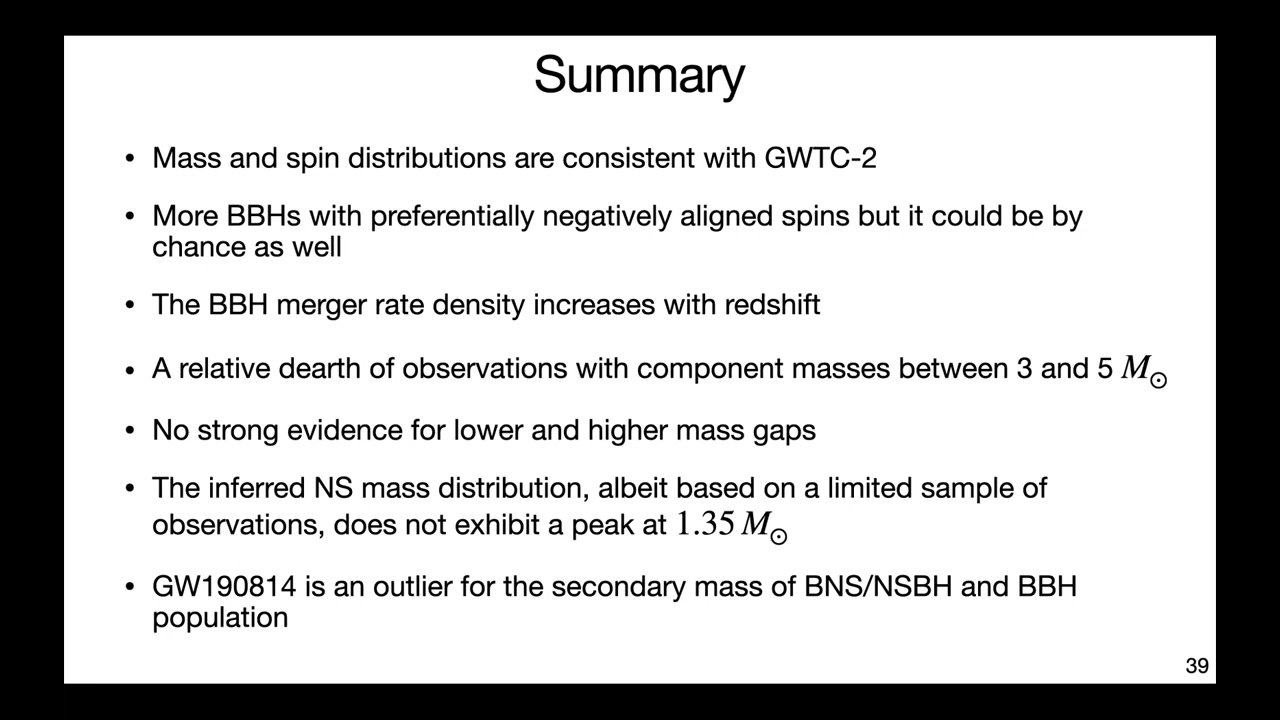 Summary
• Mass and spin distributions are consistent with GWTC-2
• More BBHs with preferentially negatively aligned spins but it could be by
chance as well
• The BBH merger rate density increases with redshift
• A relative dearth of observations with component masses between 3 and 5 M☉
• No strong evidence for lower and higher mass gaps
• The inferred NS mass distribution, albeit based on a limited sample of
observations, does not exhibit a peak at 1.35 M☉
• GW190814 is an outlier for the secondary mass of BNS/NSBH and BBH
population
39